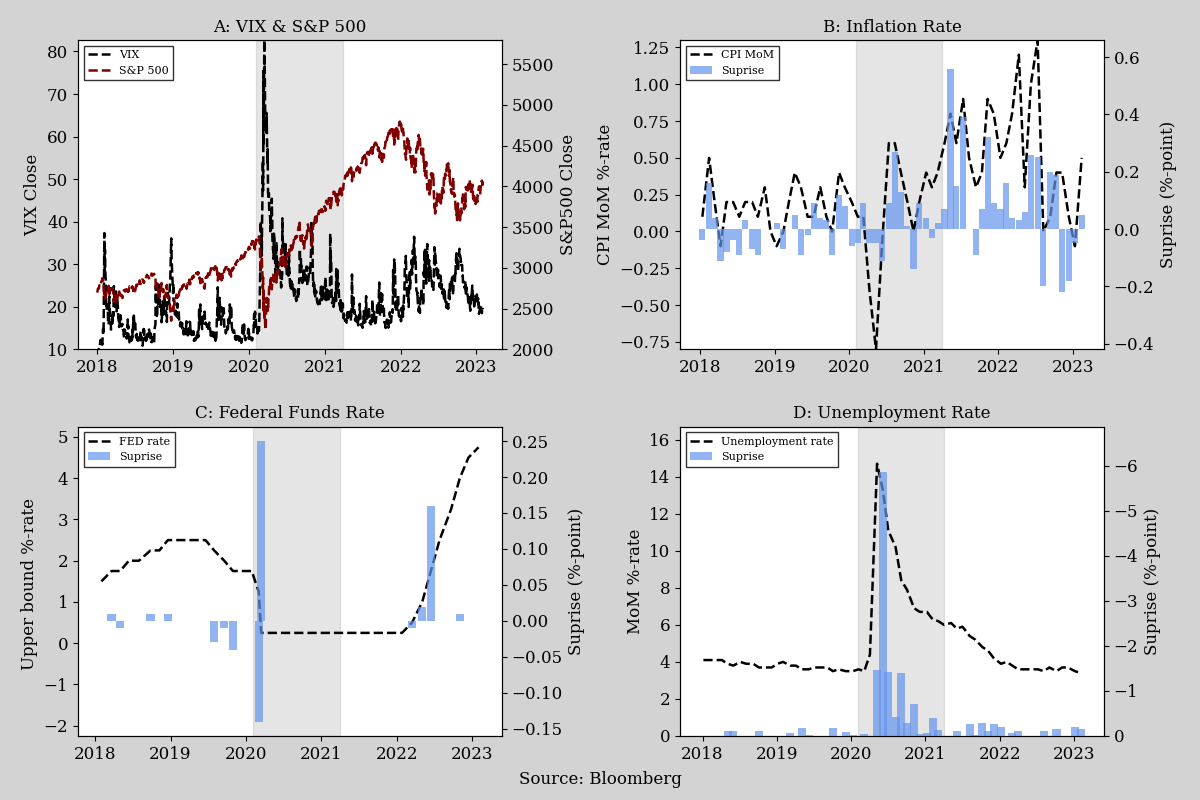 A: VIX & S&P 500
VIX
S&P 500
VIX Close
80
70
60
50
40
30
20
10
5500
5000
4500
4000
3500
3000
2500
2000
S&P500 Close
2018 2019 2020 2021 2022 2023
B: Inflation Rate
CPI MoM
Suprise
CPI MoM %-rate
1.25
1.00
0.75
0.50
0.25
0.00
−0.25
−0.50
−0.75
0.6
0.4
0.2
0.0
−0.2
−0.4
Suprise (%-point)
2018 2019 2020 2021 2022 2023
C: Federal Funds Rate
FED rate
Suprise
Upper bound %-rate
5
4
3
2
1
0
−1
−2
0.25
0.20
0.15
0.10
0.05
0.00
−0.05
−0.10
−0.15
Suprise (%-point)
2018 2019 2020 2021 2022 2023
D: Unemployment Rate
Unemployment rate
Suprise
MoM %-rate
16
14
12
10
8
6
4
2
0
−6
−5
−4
−3
−2
−1
0
Suprise (%-point)
2018 2019 2020 2021 2022 2023
Source: Bloomberg